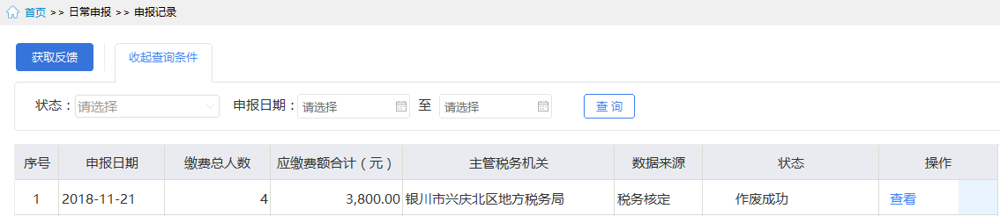 首页 >> 日常申报 >> 申报记录
获取反馈 收起查询条件
状态： 请选择 申报日期： 请选择 至 请选择 查 询
序号 申报日期 缴费总人数 应缴费额合计（元） 主管税务机关 数据来源 状态 操作
1 2018-11-21 4 3,800.00 银川市兴庆北区地方税务局 税务核定 作废成功 查看